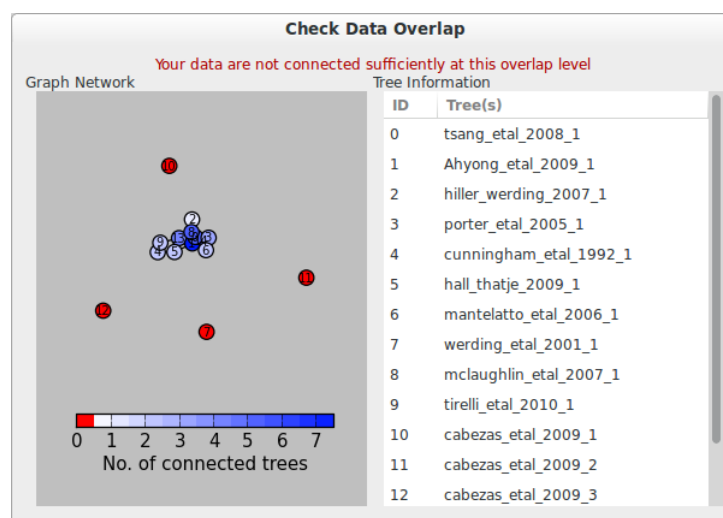 Check Data Overlap
Your data are not connected sufficiently at this overlap level
Graph Network
Tree Information
ID Tree(s)
0 tsang_etal_2008_1
1 Ahyong_etal_2009_1
2 hiller_werding_2007_1
3 porter_etal_2005_1
4 cunningham_etal_1992_1
5 hall_thatje_2009_1
6 mantelatto_etal_2006_1
7 werding_etal_2001_1
8 mclaughlin_etal_2007_1
9 tirelli_etal_2010_1
10 cabezas_etal_2009_1
11 cabezas_etal_2009_2
12 cabezas_etal_2009_3
10
2
8
13
3
9
4
5
6
11
12
7
0 1 2 3 4 5 6 7
No. of connected trees